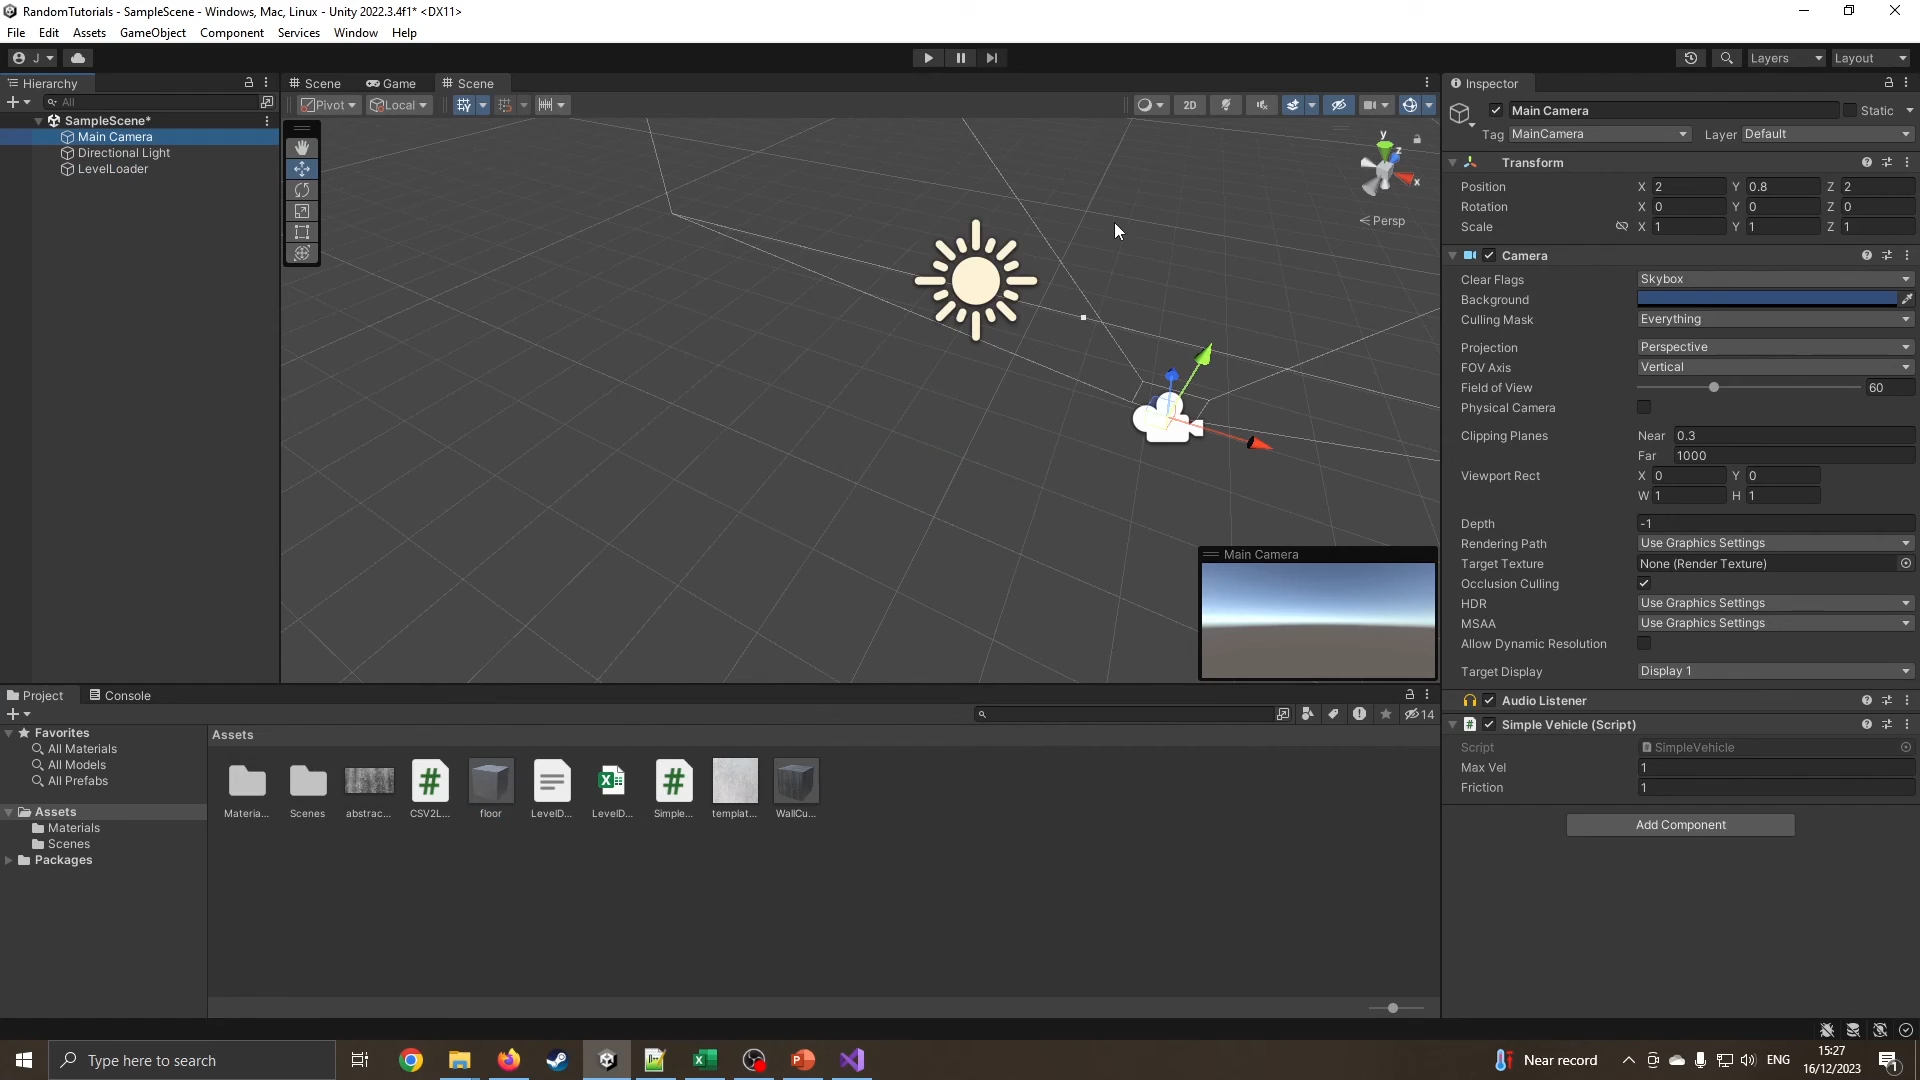 RandomTutorials - SampleScene - Windows, Mac, Linux - Unity 2022.3.4f1* <DX11>
File Edit Assets GameObject Component Services Window Help
J Layers Layout
Hierarchy
All
SampleScene*
Main Camera
Directional Light
LevelLoader
Scene Game Scene
Pivot Local 2D
y
z
x
Persp
Main Camera
Inspector
Main Camera Static
Tag MainCamera Layer Default
Transform
Position X 2 Y 0.8 Z 2
Rotation X 0 Y 0 Z 0
Scale X 1 Y 1 Z 1
Camera
Clear Flags Skybox
Background
Culling Mask Everything
Projection Perspective
FOV Axis Vertical
Field of View 60
Physical Camera
Clipping Planes Near 0.3
Far 1000
Viewport Rect X 0 Y 0
W 1 H 1
Depth -1
Rendering Path Use Graphics Settings
Target Texture None (Render Texture)
Occlusion Culling
HDR Use Graphics Settings
MSAA Use Graphics Settings
Allow Dynamic Resolution
Target Display Display 1
Audio Listener
# Simple Vehicle (Script)
Script SimpleVehicle
Max Vel 1
Friction 1
Add Component
Project Console
14
Favorites
All Materials
All Models
All Prefabs
Assets
Materials
Scenes
Packages
Assets
Materia... Scenes abstrac... CSV2L... floor LevelD... LevelD... Simple... templat... WallCu...
Type here to search
Near record ENG 15:27
16/12/2023
1